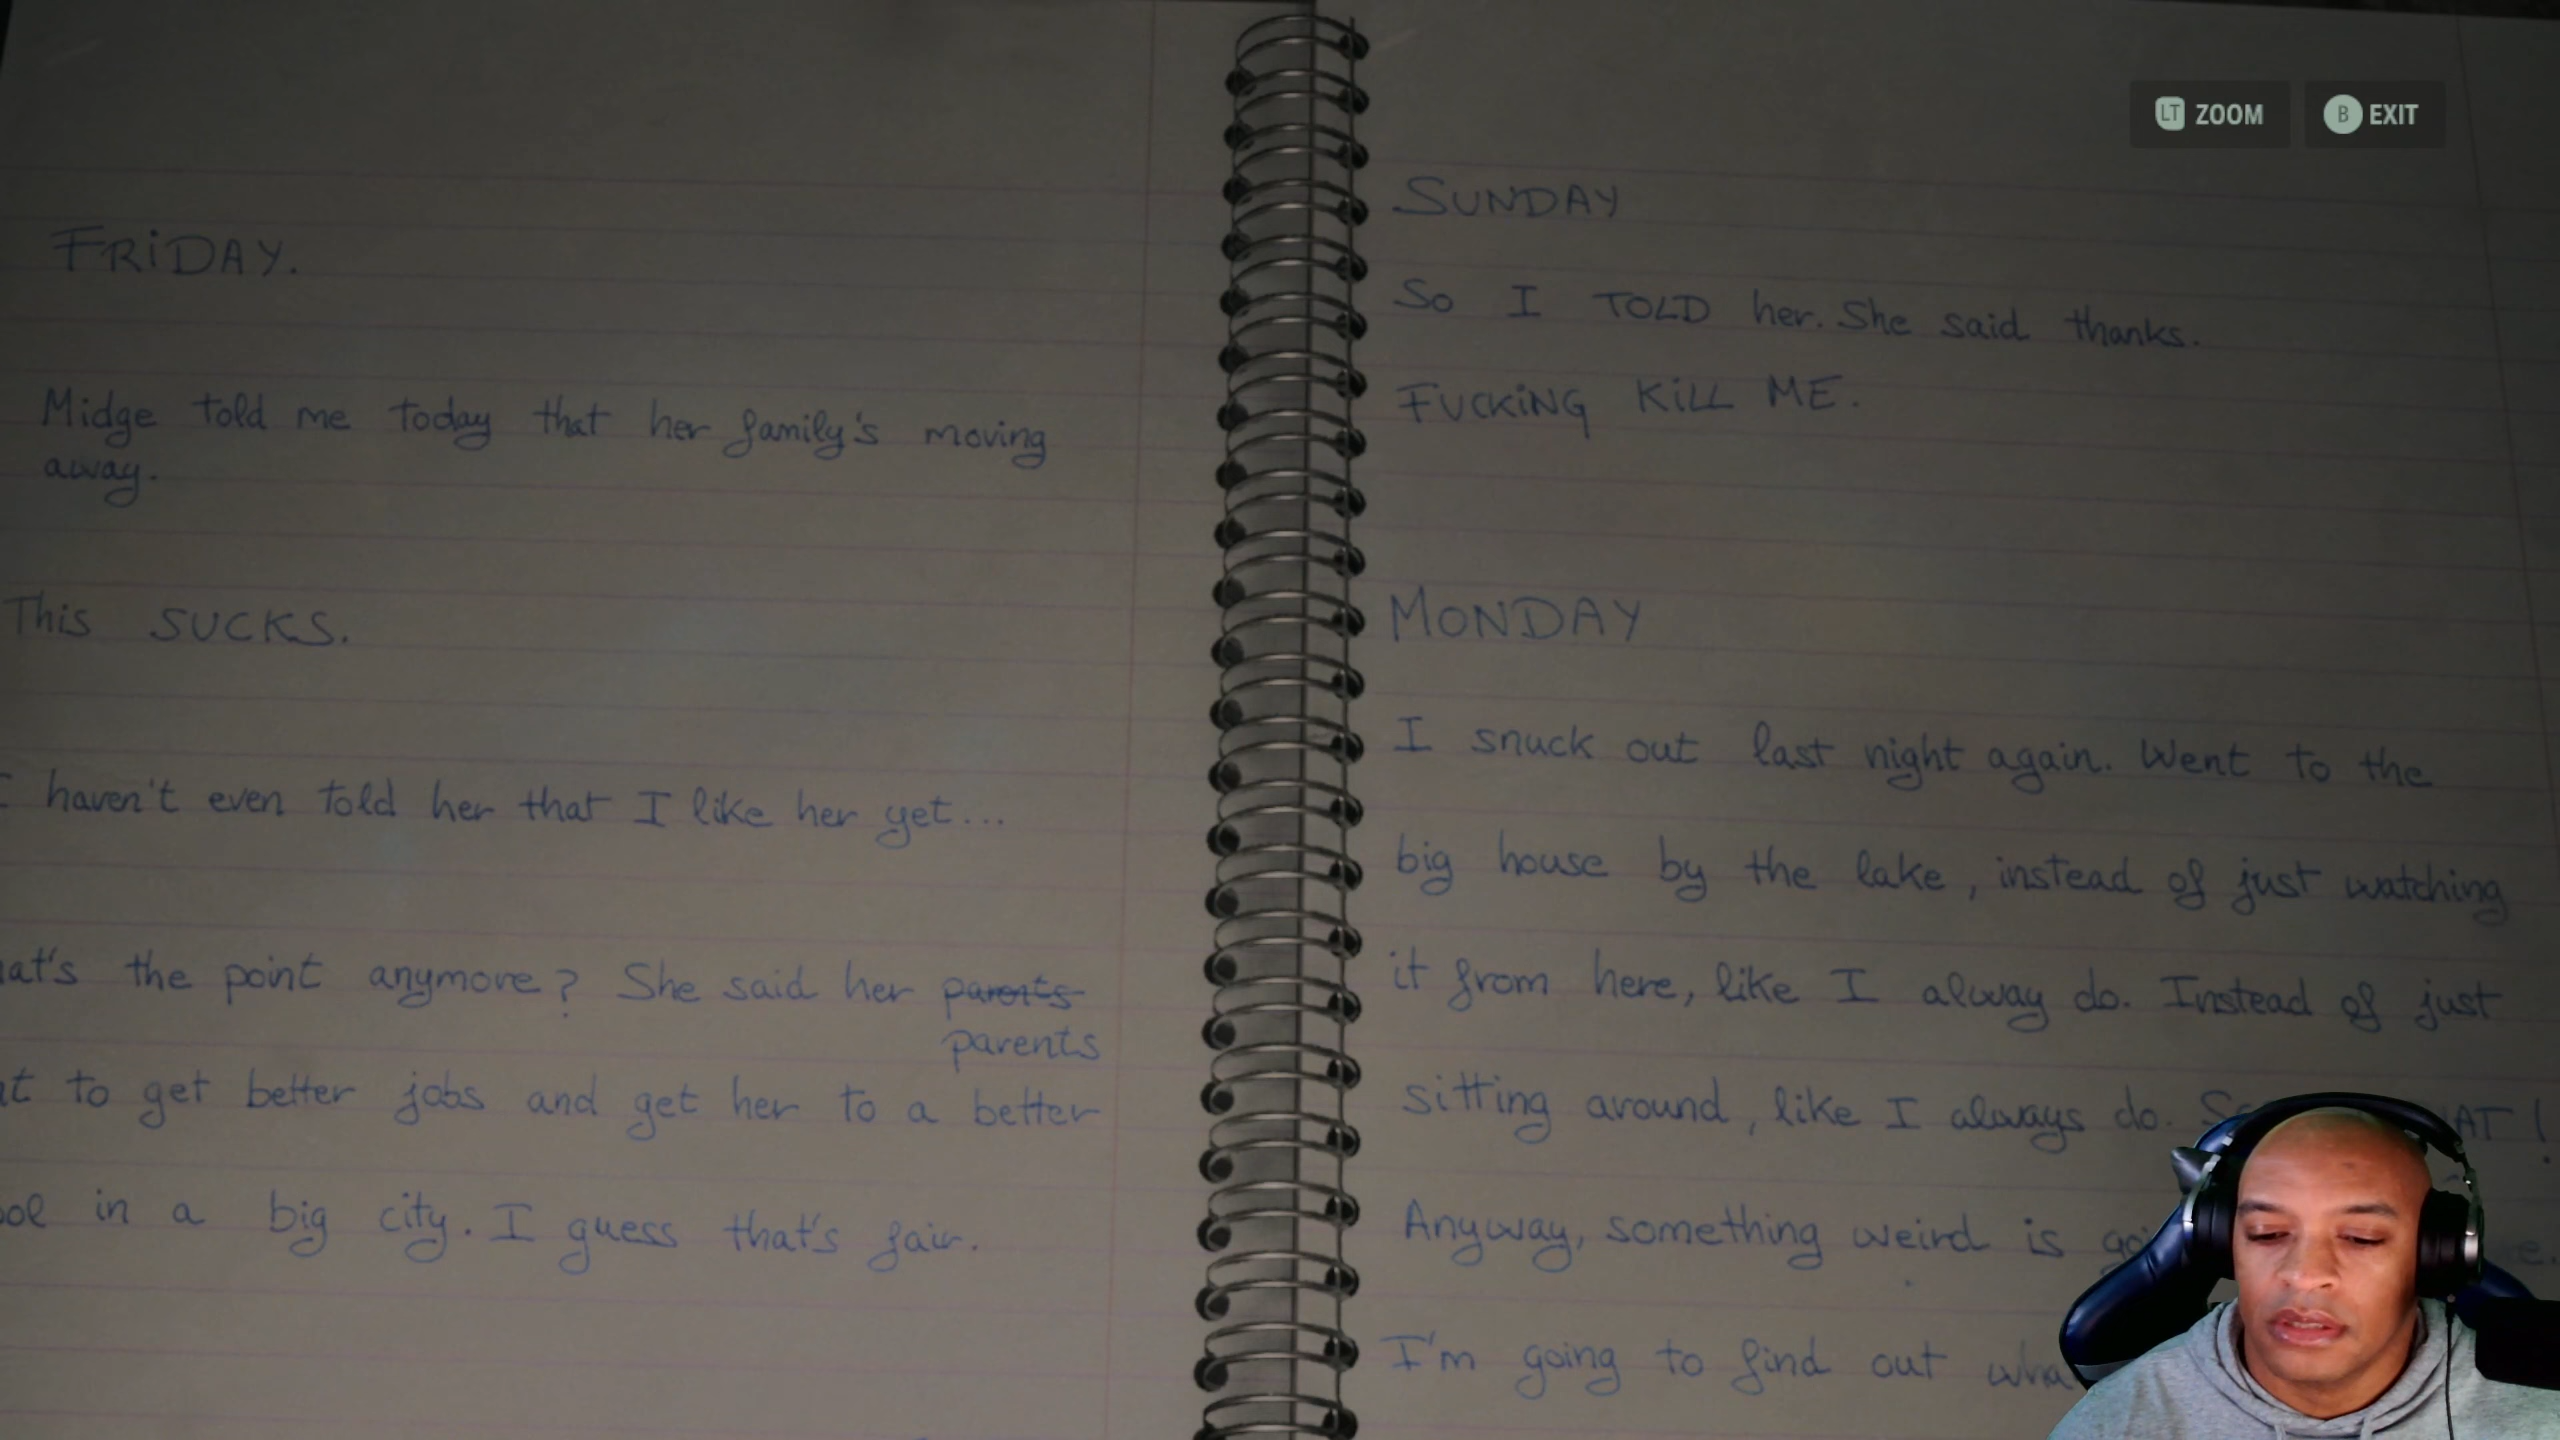 LT ZOOM B EXIT
FRIDAY.
Midge told me today that her family's moving
away.
This SUCKS.
haven't even told her that I like her yet...
the point anymore? She said her parents
parents
to get better jobs and get her to a better
in a big city. I guess that's fair.
SUNDAY
So I TOLD her. She said thanks.
FUCKING KILL ME.
MONDAY
I snuck out last night again. Went to the
big house by the lake, instead of just watching
it from here, like I alway do. Instead of just
sitting around, like I always do.
Anyway, something weird is
I'm going to find out